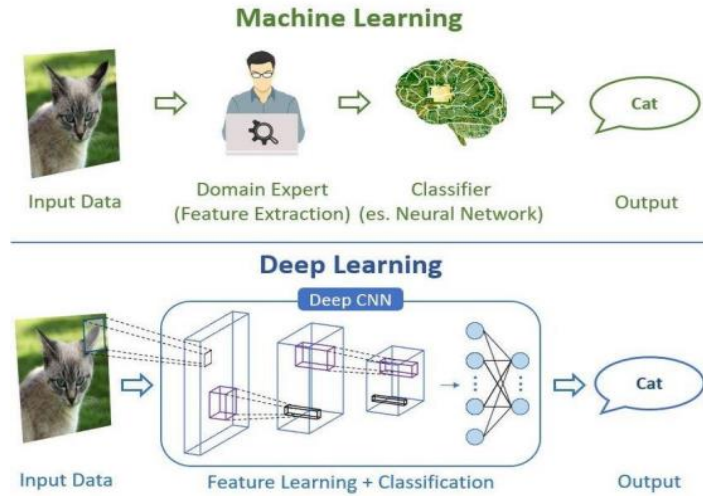 Machine Learning
Cat
Input Data
Domain Expert
(Feature Extraction)
Classifier
(es. Neural Network)
Output
Deep Learning
Deep CNN
Cat
Input Data
Feature Learning + Classification
Output